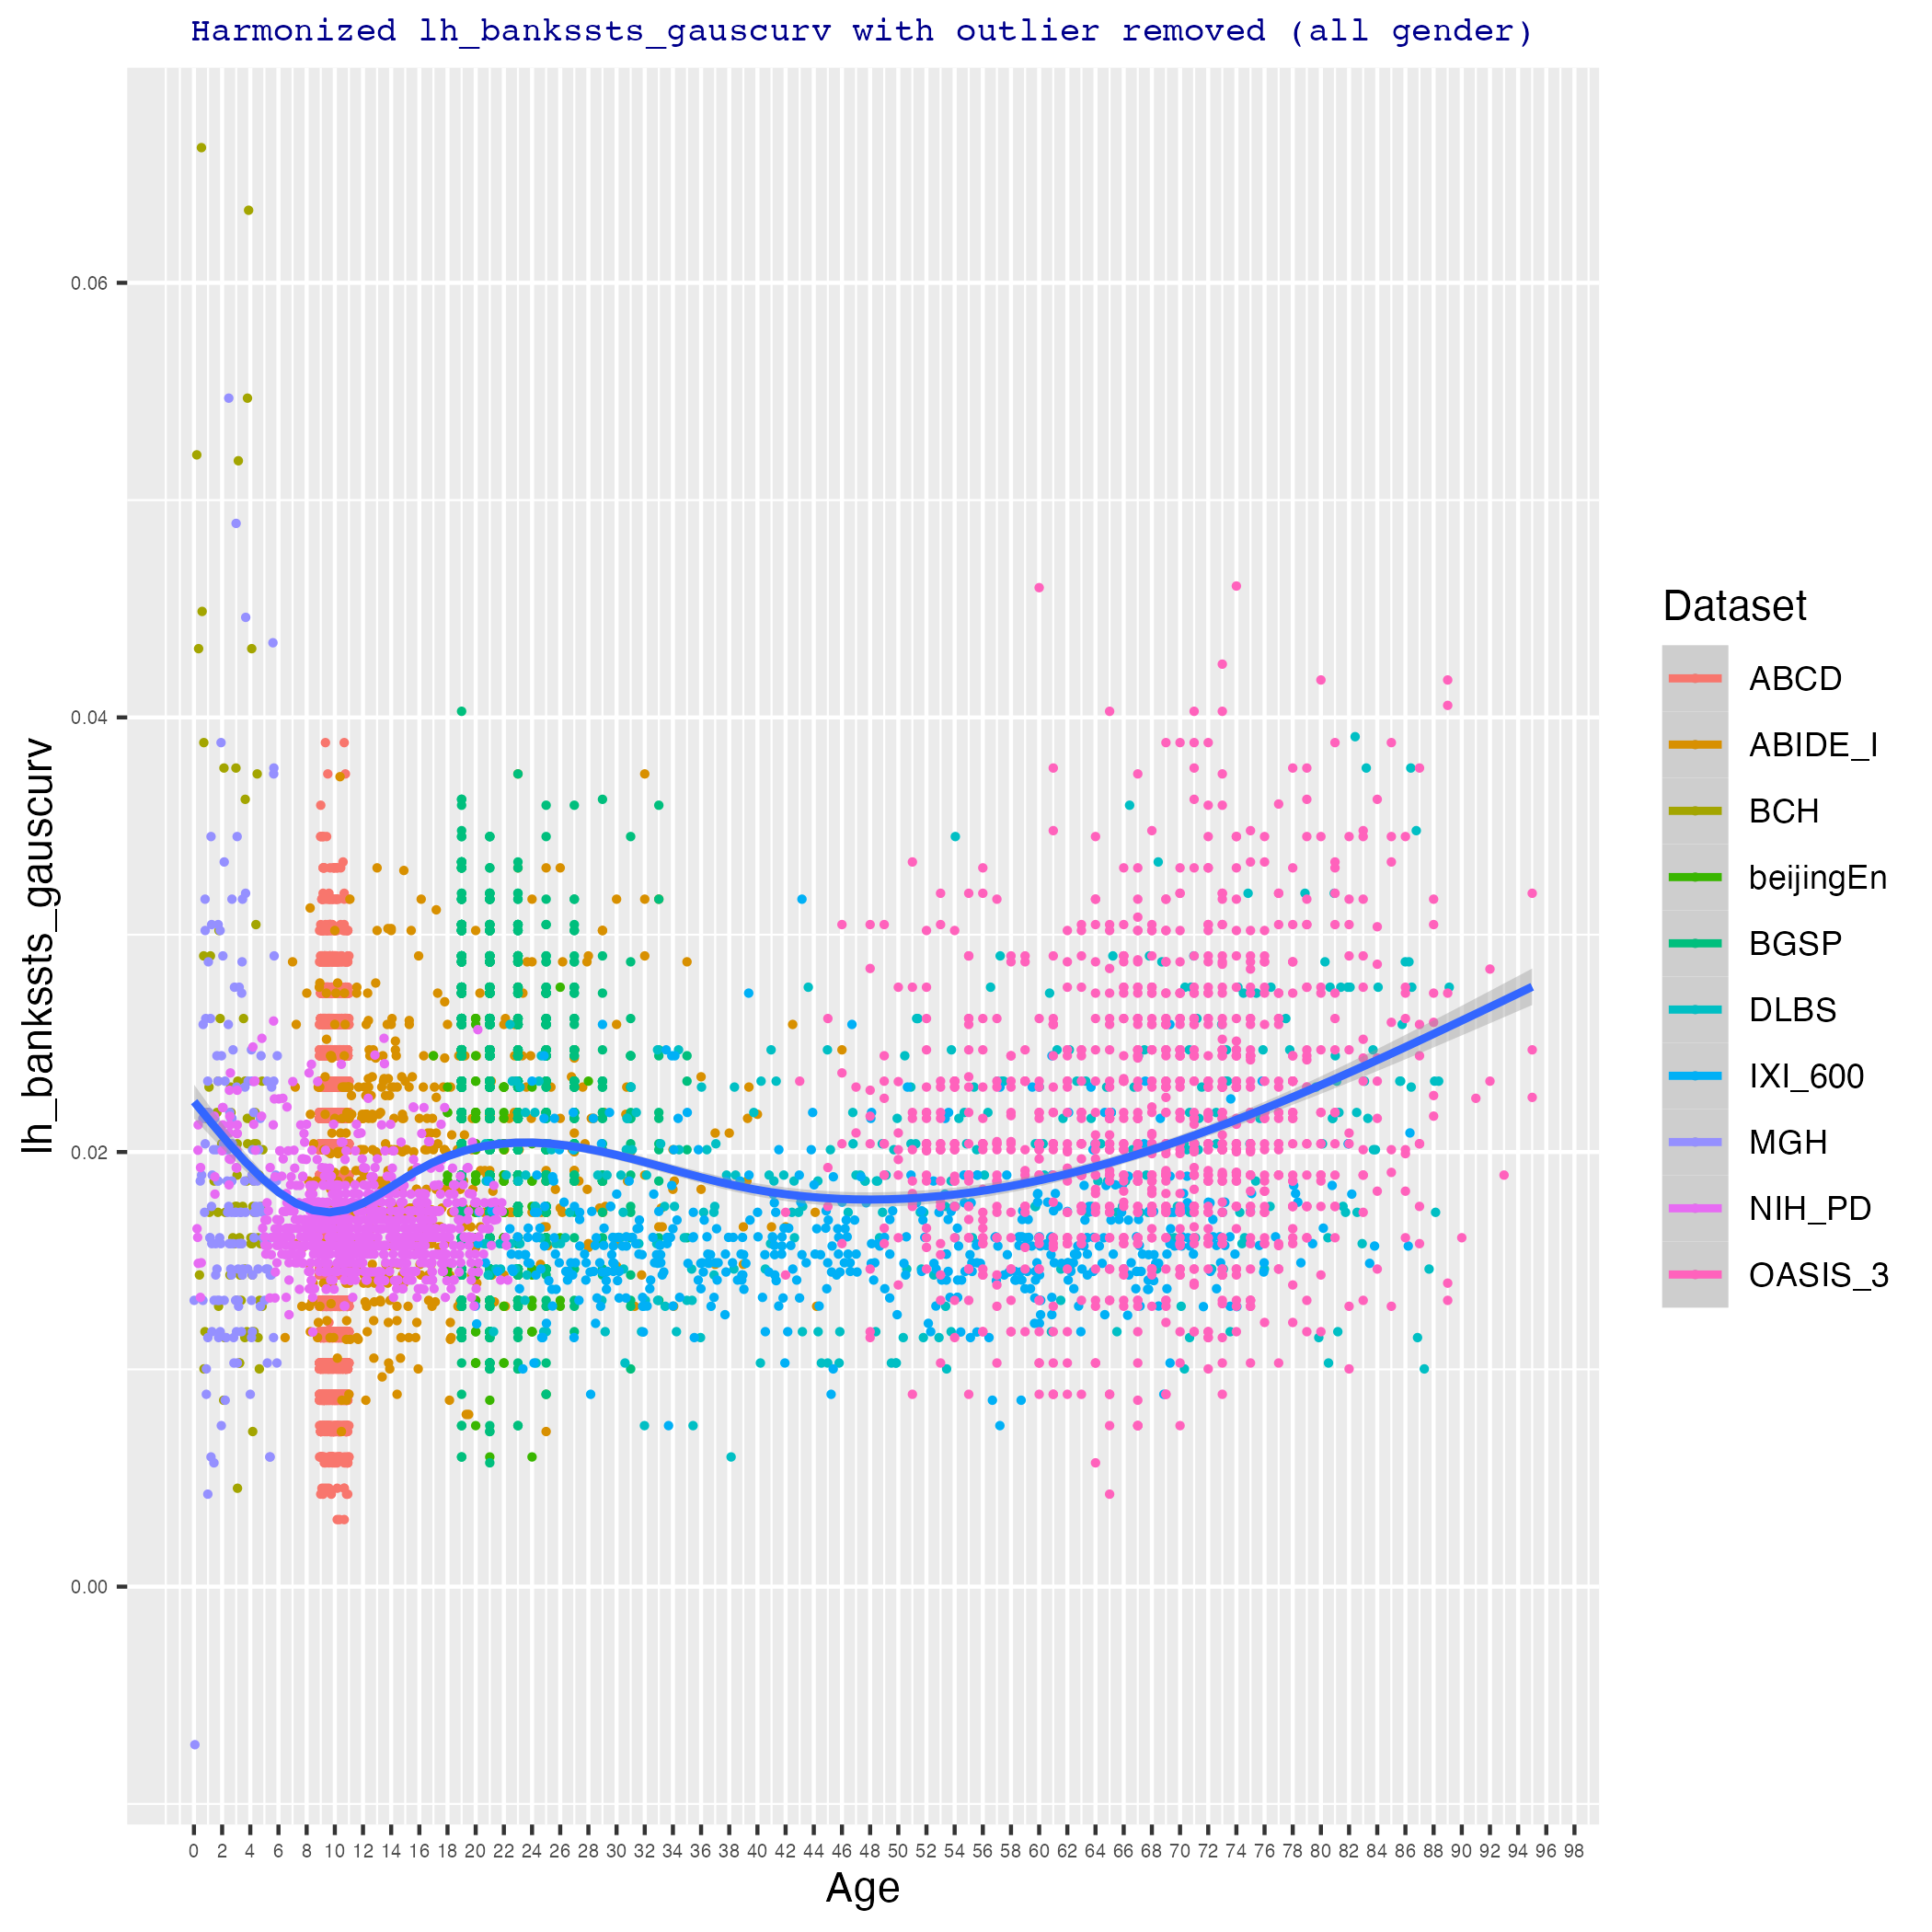 Harmonized lh_bankssts_gauscurv with outlier removed (all gender)
lh_bankssts_gauscurv
0.06
0.04
0.02
0.00
0 2 4 6 8 10 12 14 16 18 20 22 24 26 28 30 32 34 36 38 40 42 44 46 48 50 52 54 56 58 60 62 64 66 68 70 72 74 76 78 80 82 84 86 88 90 92 94 96 98
Age
Dataset
ABCD
ABIDE_I
BCH
beijingEn
BGSP
DLBS
IXI_600
MGH
NIH_PD
OASIS_3